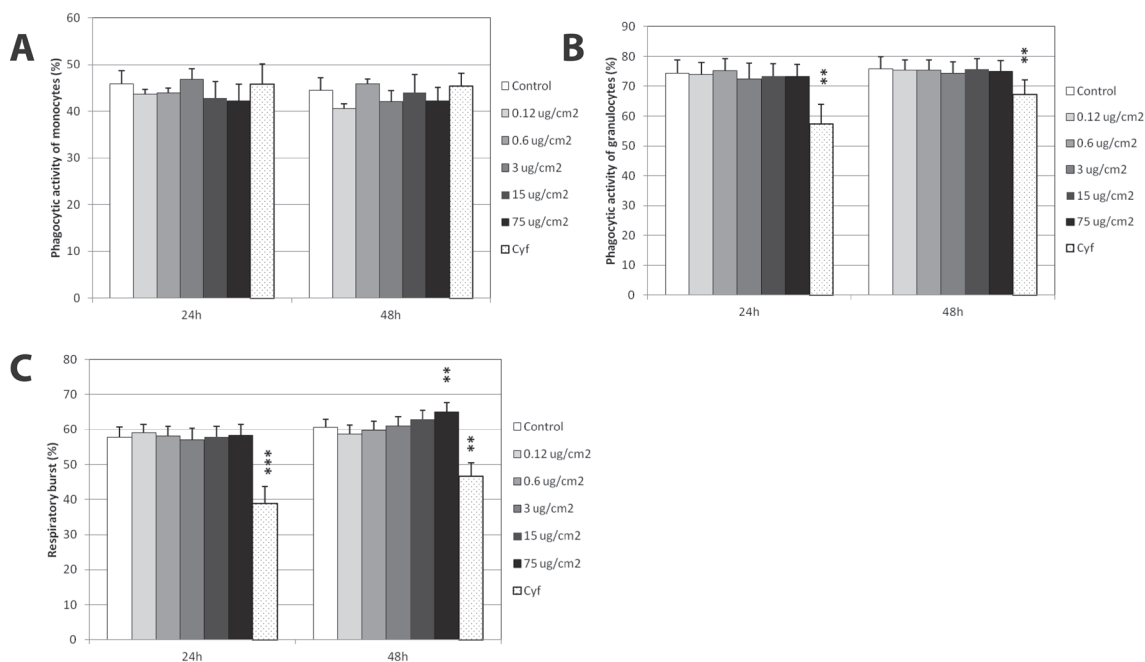 A
Phagocytic activity of monocytes (%)
60
50
40
30
20
10
0
24h
48h
Control
0.12 ug/cm2
0.6 ug/cm2
3 ug/cm2
15 ug/cm2
75 ug/cm2
Cyf
B
Phagocytic activity of granulocytes (%)
90
80
70
60
50
40
30
20
10
0
**
**
24h
48h
Control
0.12 ug/cm2
0.6 ug/cm2
3 ug/cm2
15 ug/cm2
75 ug/cm2
Cyf
C
Respiratory burst (%)
80
70
60
50
40
30
20
10
0
***
**
**
24h
48h
Control
0.12 ug/cm2
0.6 ug/cm2
3 ug/cm2
15 ug/cm2
75 ug/cm2
Cyf